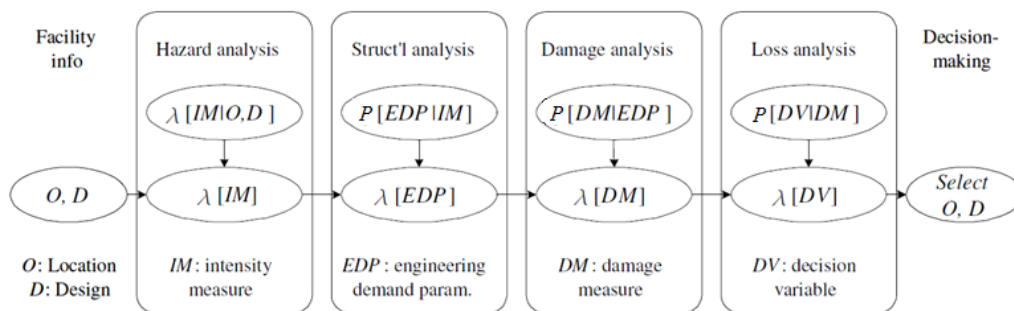 Facility
info
Hazard analysis
Struct'l analysis
Damage analysis
Loss analysis
Decision-
making
λ [IM|O,D ]
P [EDP|IM]
P [DM|EDP]
P [DV|DM]
O, D
λ [IM]
λ [EDP]
λ [DM]
λ [DV]
Select
O, D
O: Location
D: Design
IM: intensity
measure
EDP: engineering
demand param.
DM: damage
measure
DV: decision
variable